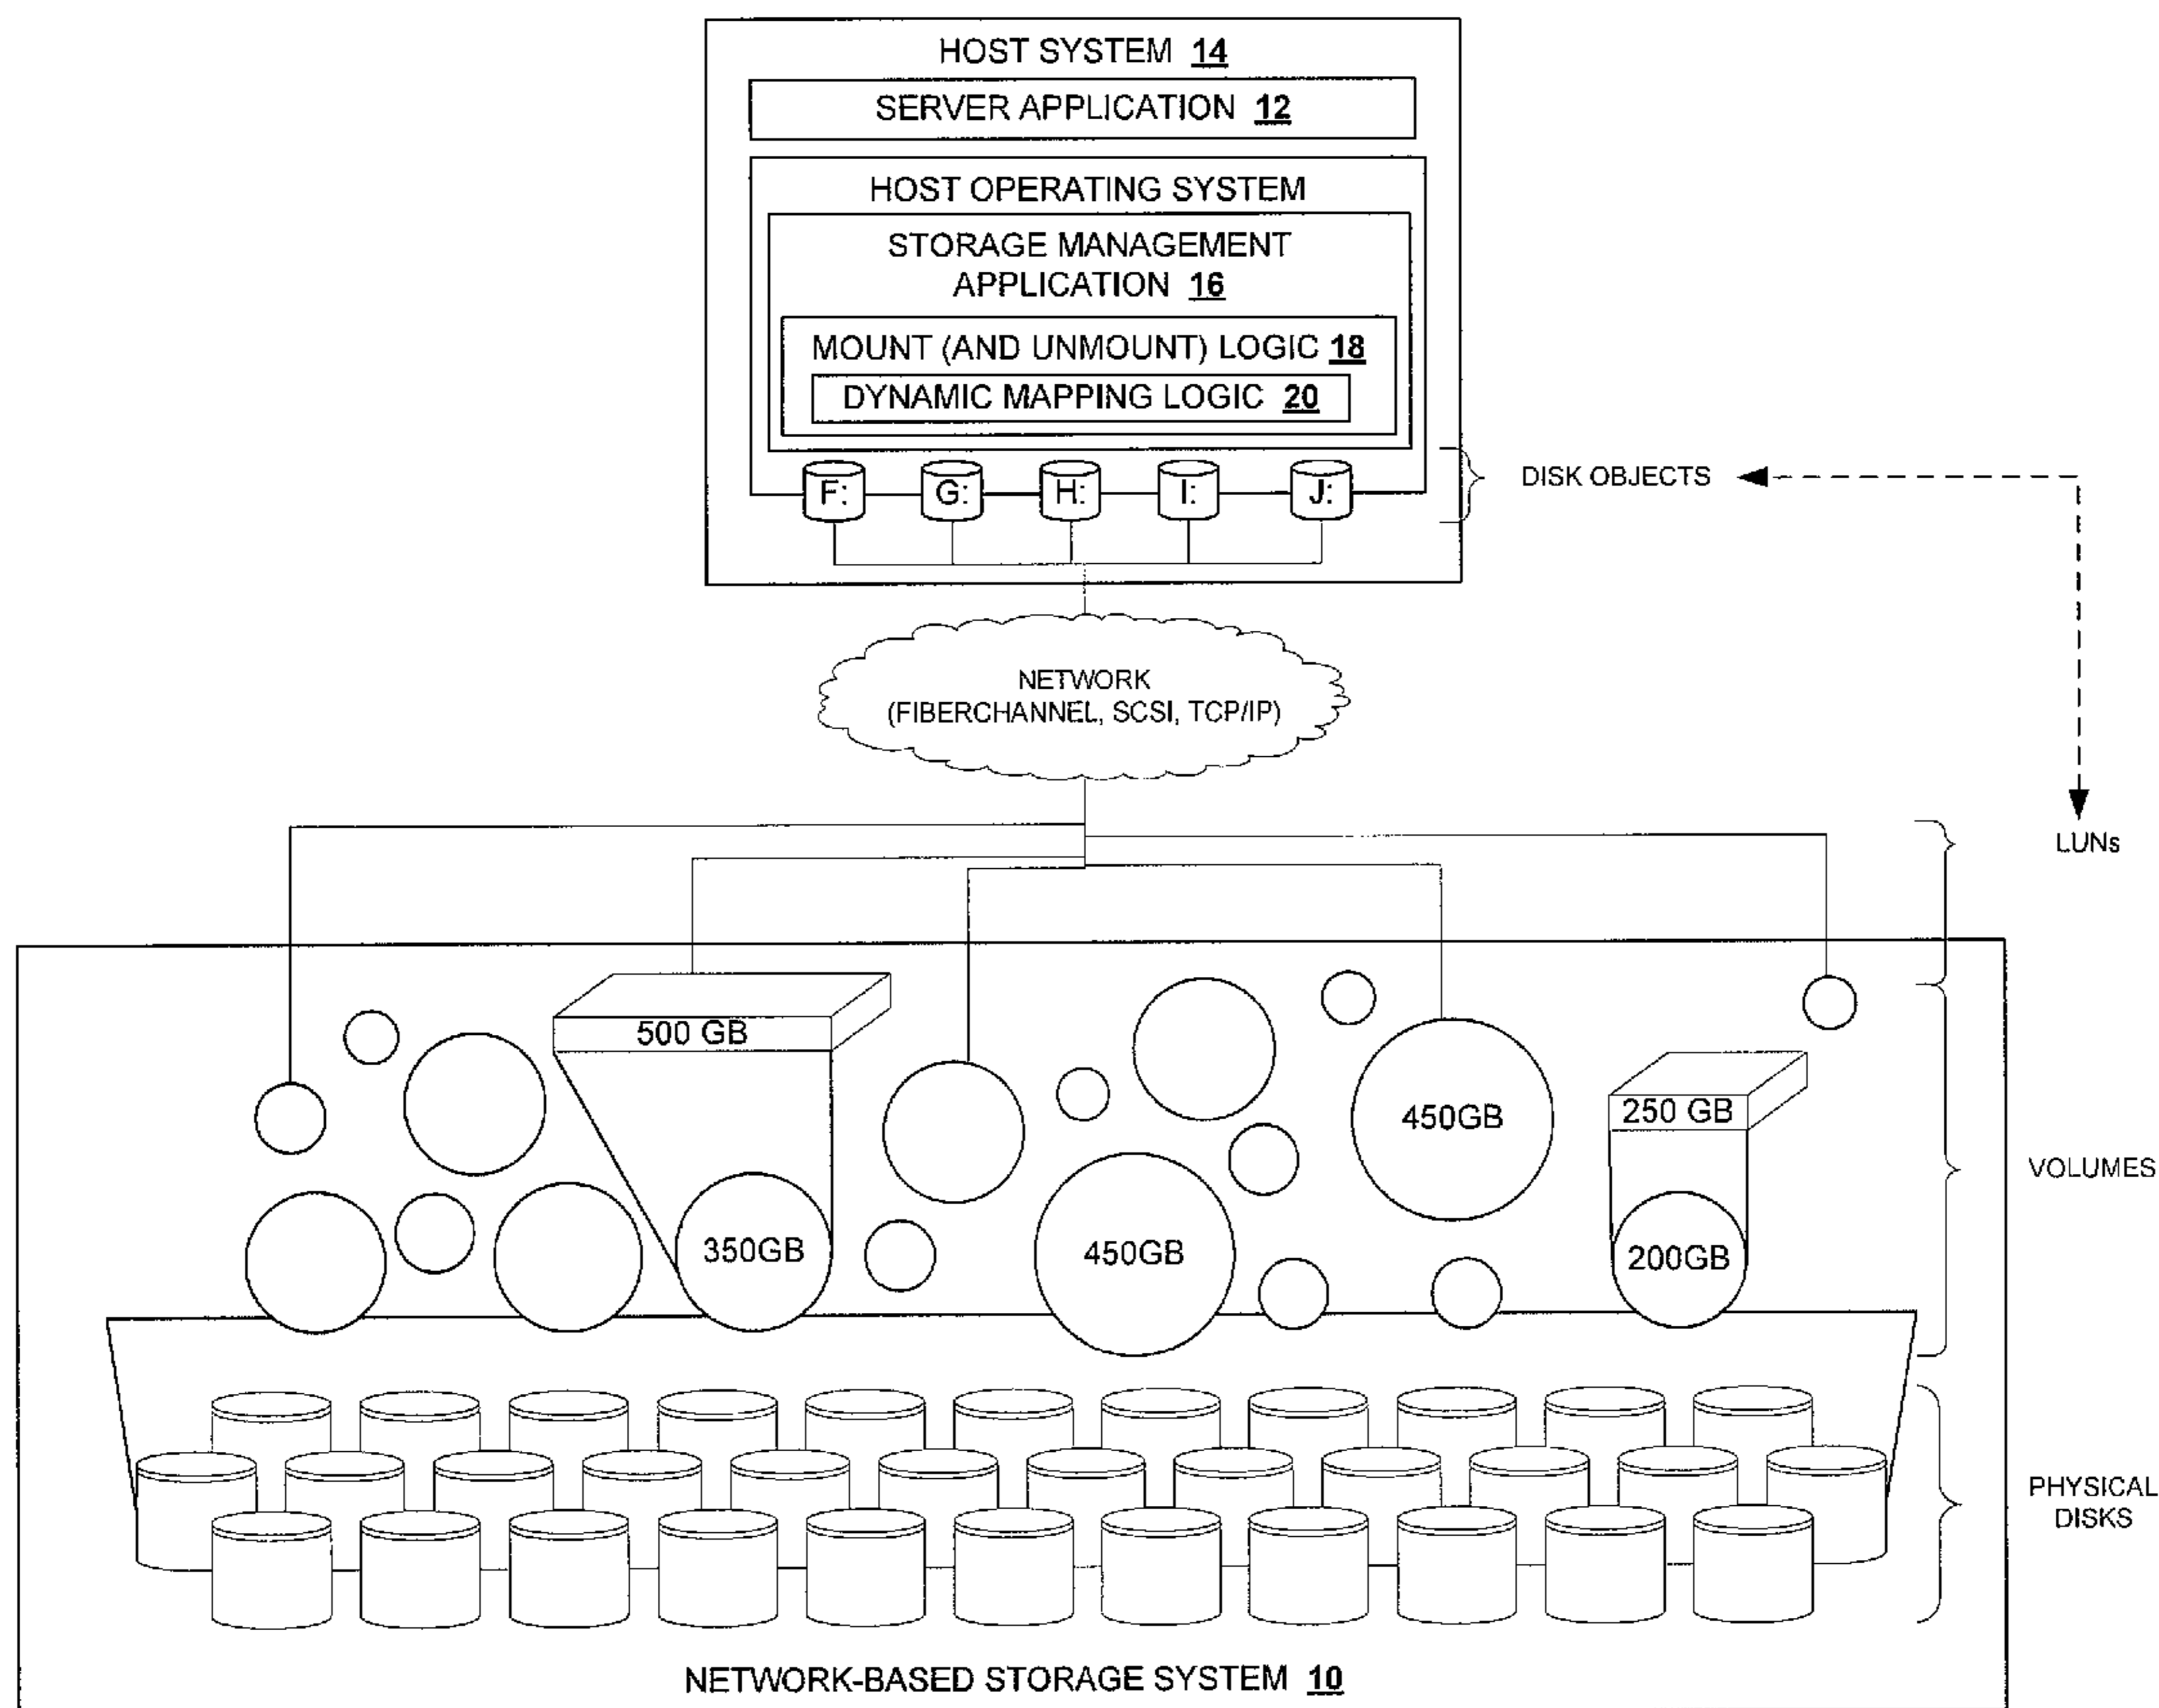 HOST SYSTEM 14
SERVER APPLICATION 12
HOST OPERATING SYSTEM
STORAGE MANAGEMENT
APPLICATION 16
MOUNT (AND UNMOUNT) LOGIC 18
DYNAMIC MAPPING LOGIC 20
F: G: H: I: J:
DISK OBJECTS
NETWORK
(FIBERCHANNEL, SCSI, TCP/IP)
LUNs
500 GB
450GB
250 GB
VOLUMES
350GB
450GB
200GB
PHYSICAL
DISKS
NETWORK-BASED STORAGE SYSTEM 10